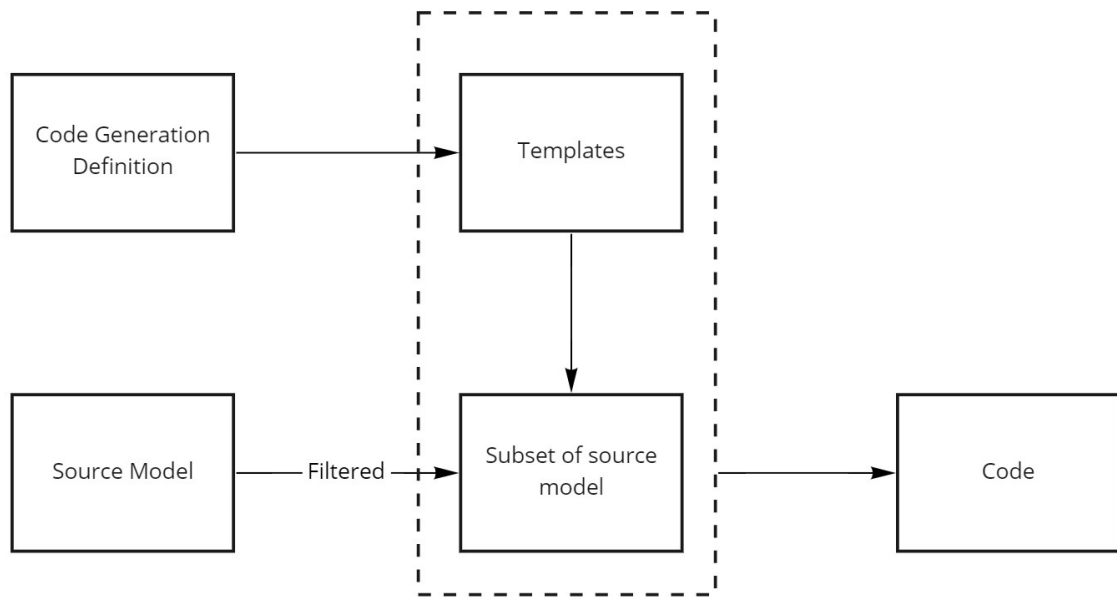 Code Generation
Definition
Templates
Source Model
Filtered
Subset of source
model
Code